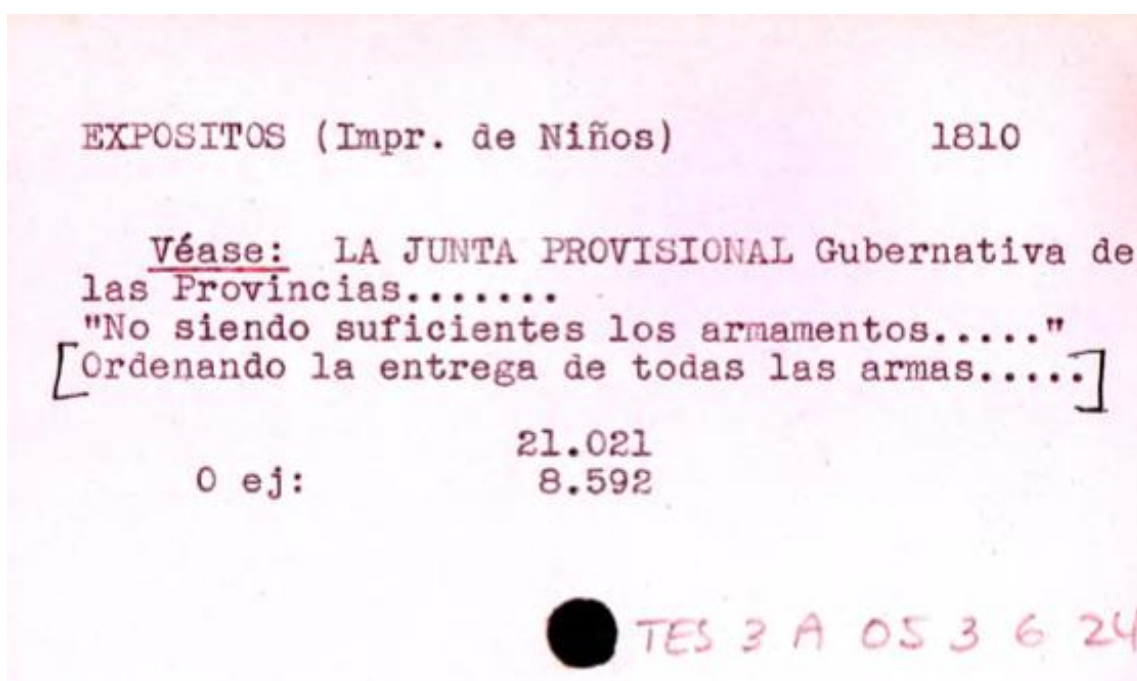 EXPOSITOS (Impr. de Niños) 1810
Véase: LA JUNTA PROVISIONAL Gubernativa de
las Provincias.......
"No siendo suficientes los armamentos....."
[Ordenando la entrega de todas las armas.....]
21.021
O ej: 8.592
TES 3 A 05 3 6 24